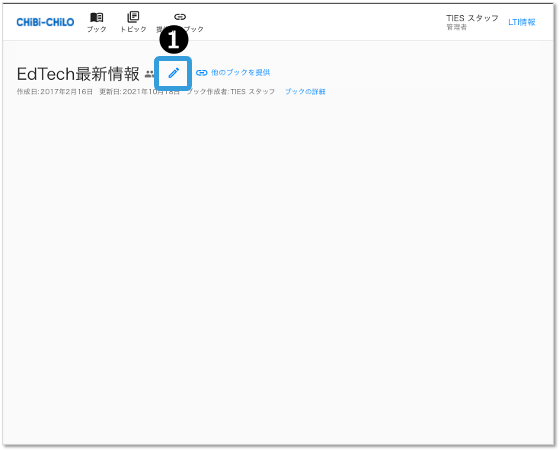 CHiBi-CHiLO
ブック
トピック
ブック
TIES スタッフ
管理者
LTI情報
1
EdTech最新情報
他のブックを提供
作成日: 2017年2月16日 更新日: 2021年10月18日 ブック作成者: TIES スタッフ ブックの詳細